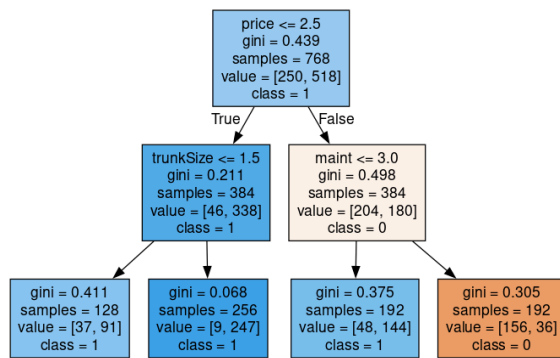 price <= 2.5
gini = 0.439
samples = 768
value = [250, 518]
class = 1
True
False
trunkSize <= 1.5
gini = 0.211
samples = 384
value = [46, 338]
class = 1
maint <= 3.0
gini = 0.498
samples = 384
value = [204, 180]
class = 0
gini = 0.411
samples = 128
value = [37, 91]
class = 1
gini = 0.068
samples = 256
value = [9, 247]
class = 1
gini = 0.375
samples = 192
value = [48, 144]
class = 1
gini = 0.305
samples = 192
value = [156, 36]
class = 0